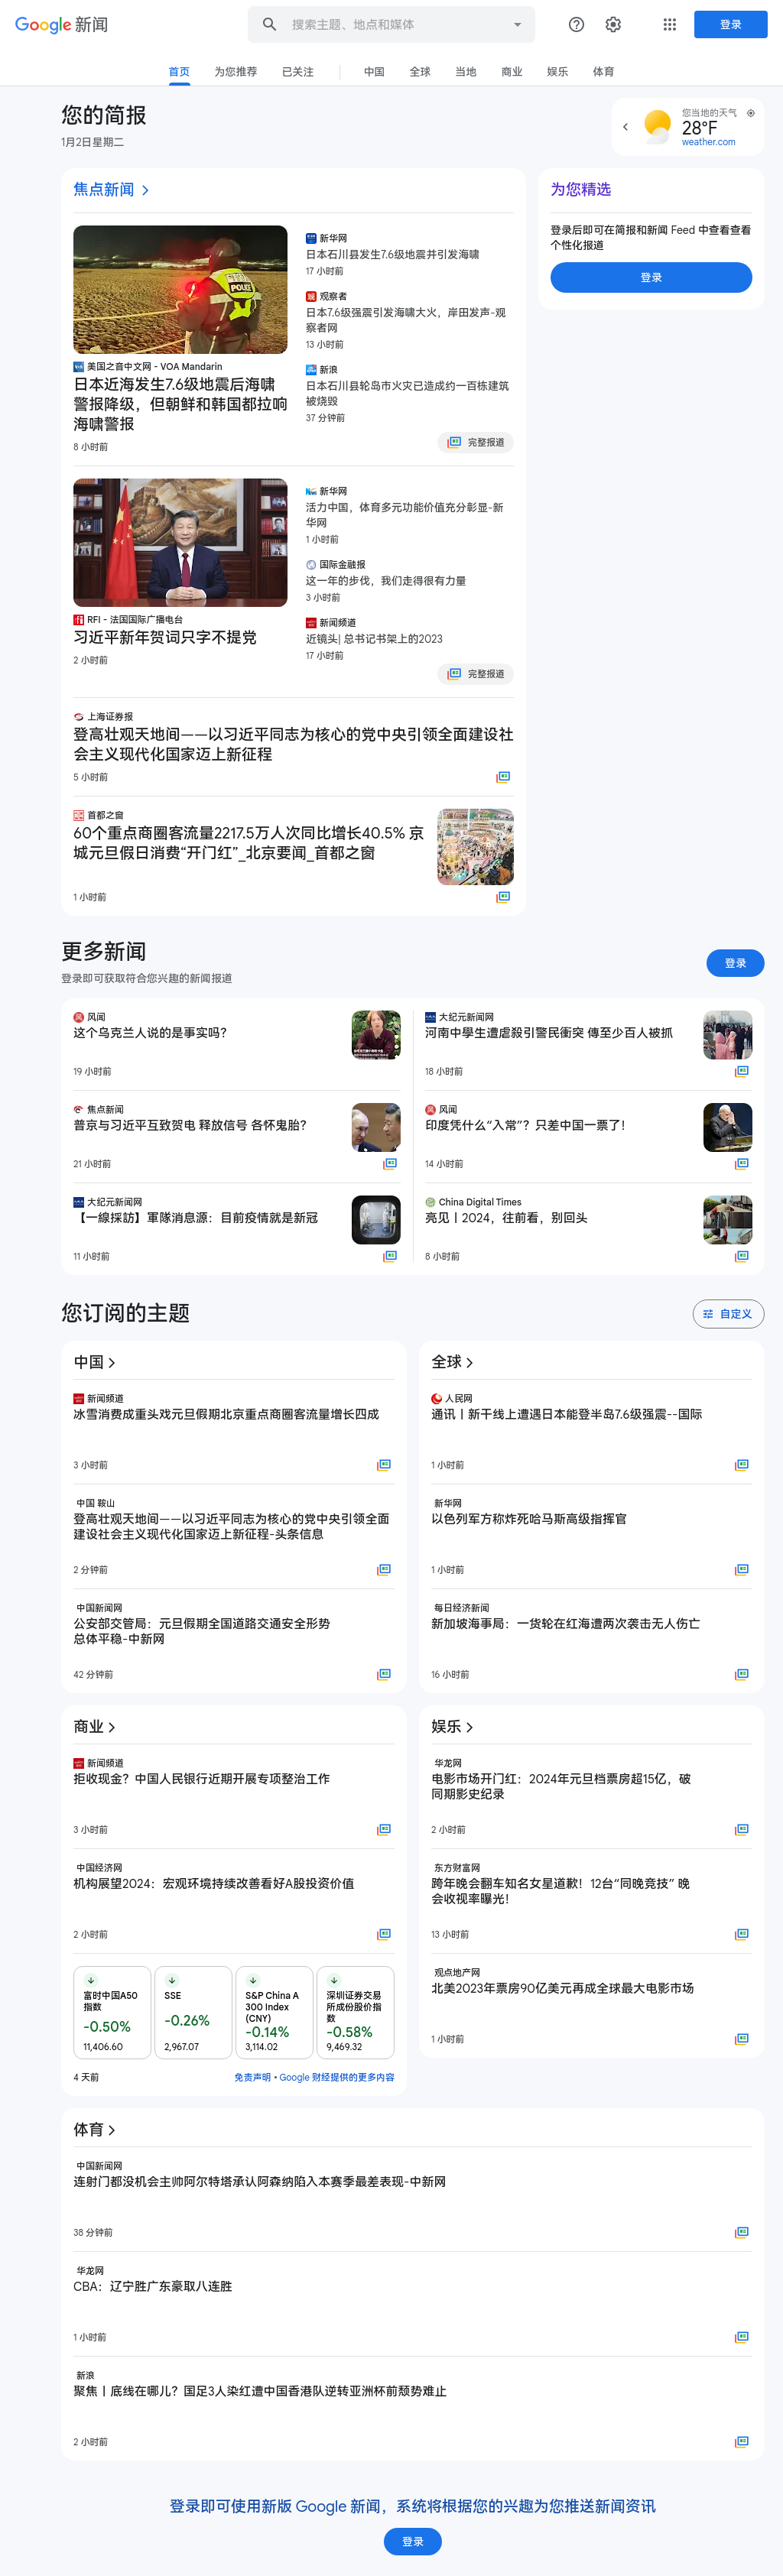 Google 新闻
搜索主题、地点和媒体
登录
首页
为您推荐
已关注
中国
全球
当地
商业
娱乐
体育
您的简报
1月2日星期二
您当地的天气
28°F
weather.com
焦点新闻
美国之音中文网 - VOA Mandarin
日本近海发生7.6级地震后海啸
警报降级，但朝鲜和韩国都拉响
海啸警报
8 小时前
新华网
日本石川县发生7.6级地震并引发海啸
17 小时前
观察者
日本7.6级强震引发海啸大火，岸田发声-观
察者网
13 小时前
新浪
日本石川县轮岛市火灾已造成约一百栋建筑
被烧毁
37 分钟前
完整报道
RFI - 法国国际广播电台
习近平新年贺词只字不提党
2 小时前
新华网
活力中国，体育多元功能价值充分彰显-新
华网
1 小时前
国际金融报
这一年的步伐，我们走得很有力量
3 小时前
新闻频道
近镜头| 总书记书架上的2023
17 小时前
完整报道
上海证券报
登高壮观天地间——以习近平同志为核心的党中央引领全面建设社
会主义现代化国家迈上新征程
5 小时前
首都之窗
60个重点商圈客流量2217.5万人次同比增长40.5% 京
城元旦假日消费“开门红”_北京要闻_首都之窗
1 小时前
为您精选
登录后即可在简报和新闻 Feed 中查看查看
个性化报道
登录
更多新闻
登录即可获取符合您兴趣的新闻报道
登录
风闻
这个乌克兰人说的是事实吗？
19 小时前
大纪元新闻网
河南中學生遭虐殺引警民衝突 傳至少百人被抓
18 小时前
焦点新闻
普京与习近平互致贺电 释放信号 各怀鬼胎？
21 小时前
风闻
印度凭什么“入常”？只差中国一票了！
14 小时前
大纪元新闻网
【一線採訪】軍隊消息源：目前疫情就是新冠
11 小时前
China Digital Times
亮见丨2024，往前看，别回头
8 小时前
您订阅的主题
自定义
中国
新闻频道
冰雪消费成重头戏元旦假期北京重点商圈客流量增长四成
3 小时前
中国 鞍山
登高壮观天地间——以习近平同志为核心的党中央引领全面
建设社会主义现代化国家迈上新征程-头条信息
2 分钟前
中国新闻网
公安部交管局：元旦假期全国道路交通安全形势
总体平稳-中新网
42 分钟前
全球
人民网
通讯丨新干线上遭遇日本能登半岛7.6级强震--国际
1 小时前
新华网
以色列军方称炸死哈马斯高级指挥官
1 小时前
每日经济新闻
新加坡海事局：一货轮在红海遭两次袭击无人伤亡
16 小时前
商业
新闻频道
拒收现金？中国人民银行近期开展专项整治工作
3 小时前
中国经济网
机构展望2024：宏观环境持续改善看好A股投资价值
2 小时前
富时中国A50
指数
-0.50%
11,406.60
SSE
-0.26%
2,967.07
S&P China A
300 Index
(CNY)
-0.14%
3,114.02
深圳证券交易
所成份股价指
数
-0.58%
9,469.32
4 天前
免责声明 • Google 财经提供的更多内容
娱乐
华龙网
电影市场开门红：2024年元旦档票房超15亿，破
同期影史纪录
2 小时前
东方财富网
跨年晚会翻车知名女星道歉！12台“同晚竞技” 晚
会收视率曝光！
13 小时前
观点地产网
北美2023年票房90亿美元再成全球最大电影市场
1 小时前
体育
中国新闻网
连射门都没机会主帅阿尔特塔承认阿森纳陷入本赛季最差表现-中新网
38 分钟前
华龙网
CBA：辽宁胜广东豪取八连胜
1 小时前
新浪
聚焦丨底线在哪儿？国足3人染红遭中国香港队逆转亚洲杯前颓势难止
2 小时前
登录即可使用新版 Google 新闻，系统将根据您的兴趣为您推送新闻资讯
登录